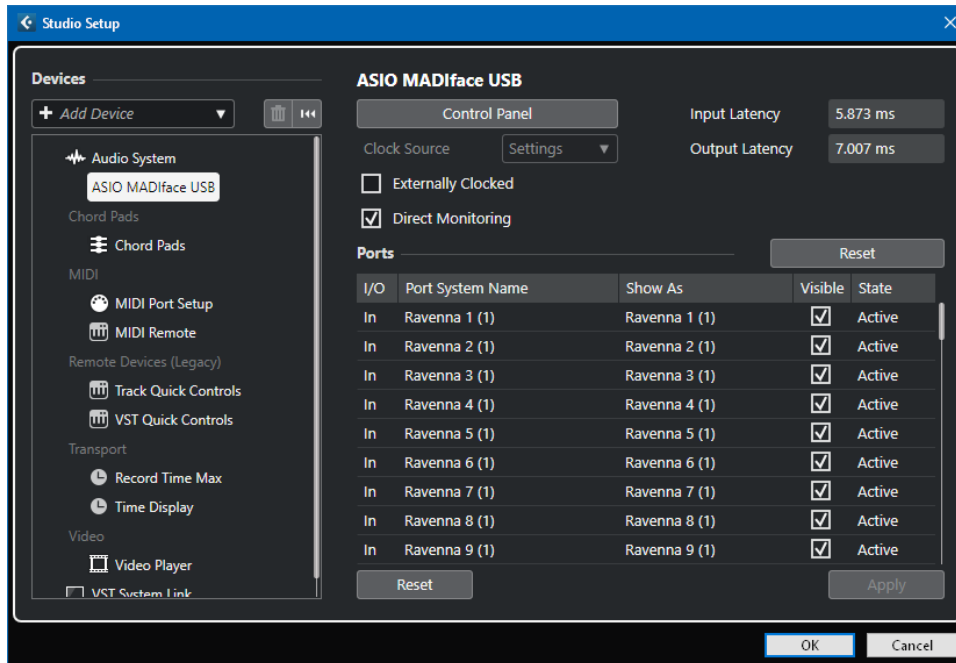 Studio Setup
Devices
Add Device
Audio System
ASIO MADIface USB
Chord Pads
Chord Pads
MIDI
MIDI Port Setup
MIDI Remote
Remote Devices (Legacy)
Track Quick Controls
VST Quick Controls
Transport
Record Time Max
Time Display
Video
Video Player
VST System Link
ASIO MADIface USB
Control Panel
Input Latency 5.873 ms
Clock Source Settings
Output Latency 7.007 ms
Externally Clocked
Direct Monitoring
Ports Reset
I/O Port System Name Show As Visible State
In Ravenna 1 (1) Ravenna 1 (1) Active
In Ravenna 2 (1) Ravenna 2 (1) Active
In Ravenna 3 (1) Ravenna 3 (1) Active
In Ravenna 4 (1) Ravenna 4 (1) Active
In Ravenna 5 (1) Ravenna 5 (1) Active
In Ravenna 6 (1) Ravenna 6 (1) Active
In Ravenna 7 (1) Ravenna 7 (1) Active
In Ravenna 8 (1) Ravenna 8 (1) Active
In Ravenna 9 (1) Ravenna 9 (1) Active
Reset Apply
OK Cancel